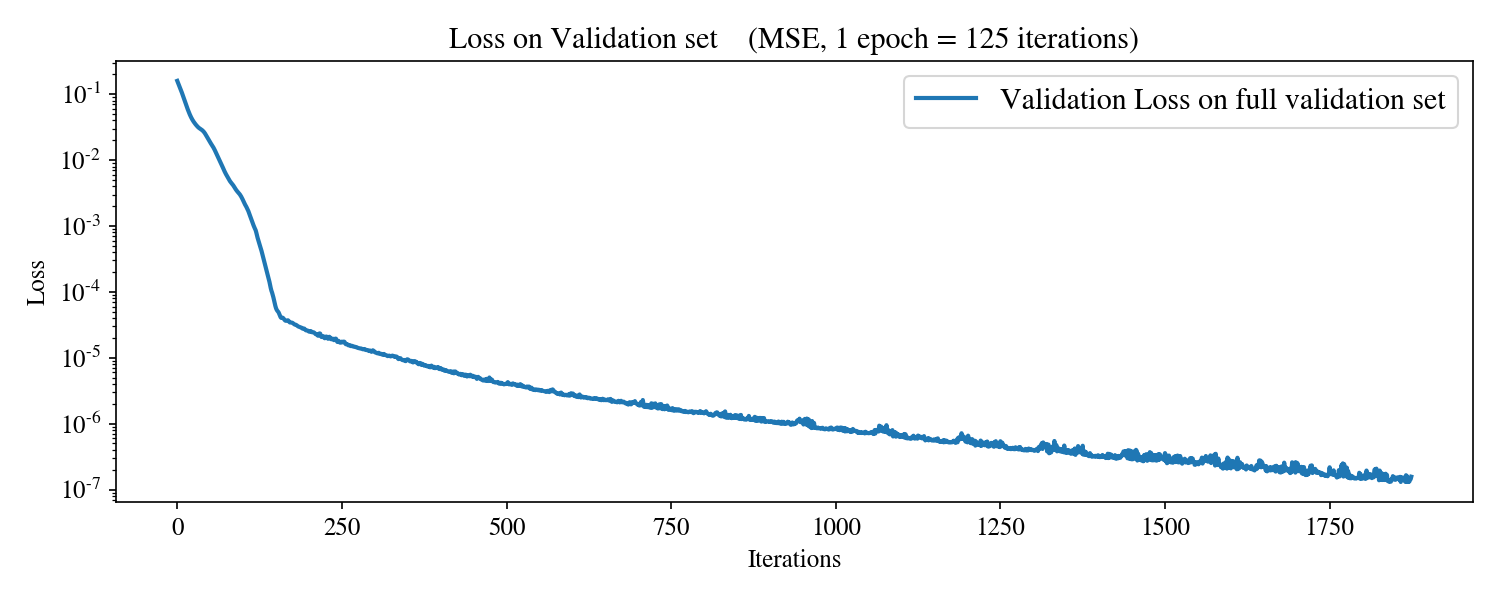 Loss on Validation set (MSE, 1 epoch = 125 iterations)
Validation Loss on full validation set
Loss
10⁻¹
10⁻²
10⁻³
10⁻⁴
10⁻⁵
10⁻⁶
10⁻⁷
0 250 500 750 1000 1250 1500 1750
Iterations